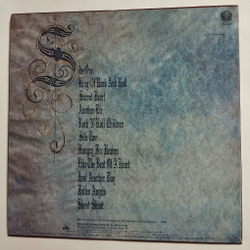 Side One
King Of Rock And Roll
Sacred Heart
Another Lie
Rock 'N' Roll Children
Side Two
Hungry For Heaven
Like The Beat Of A Heart
Just Another Day
Fallen Angels
Shoot Shoot